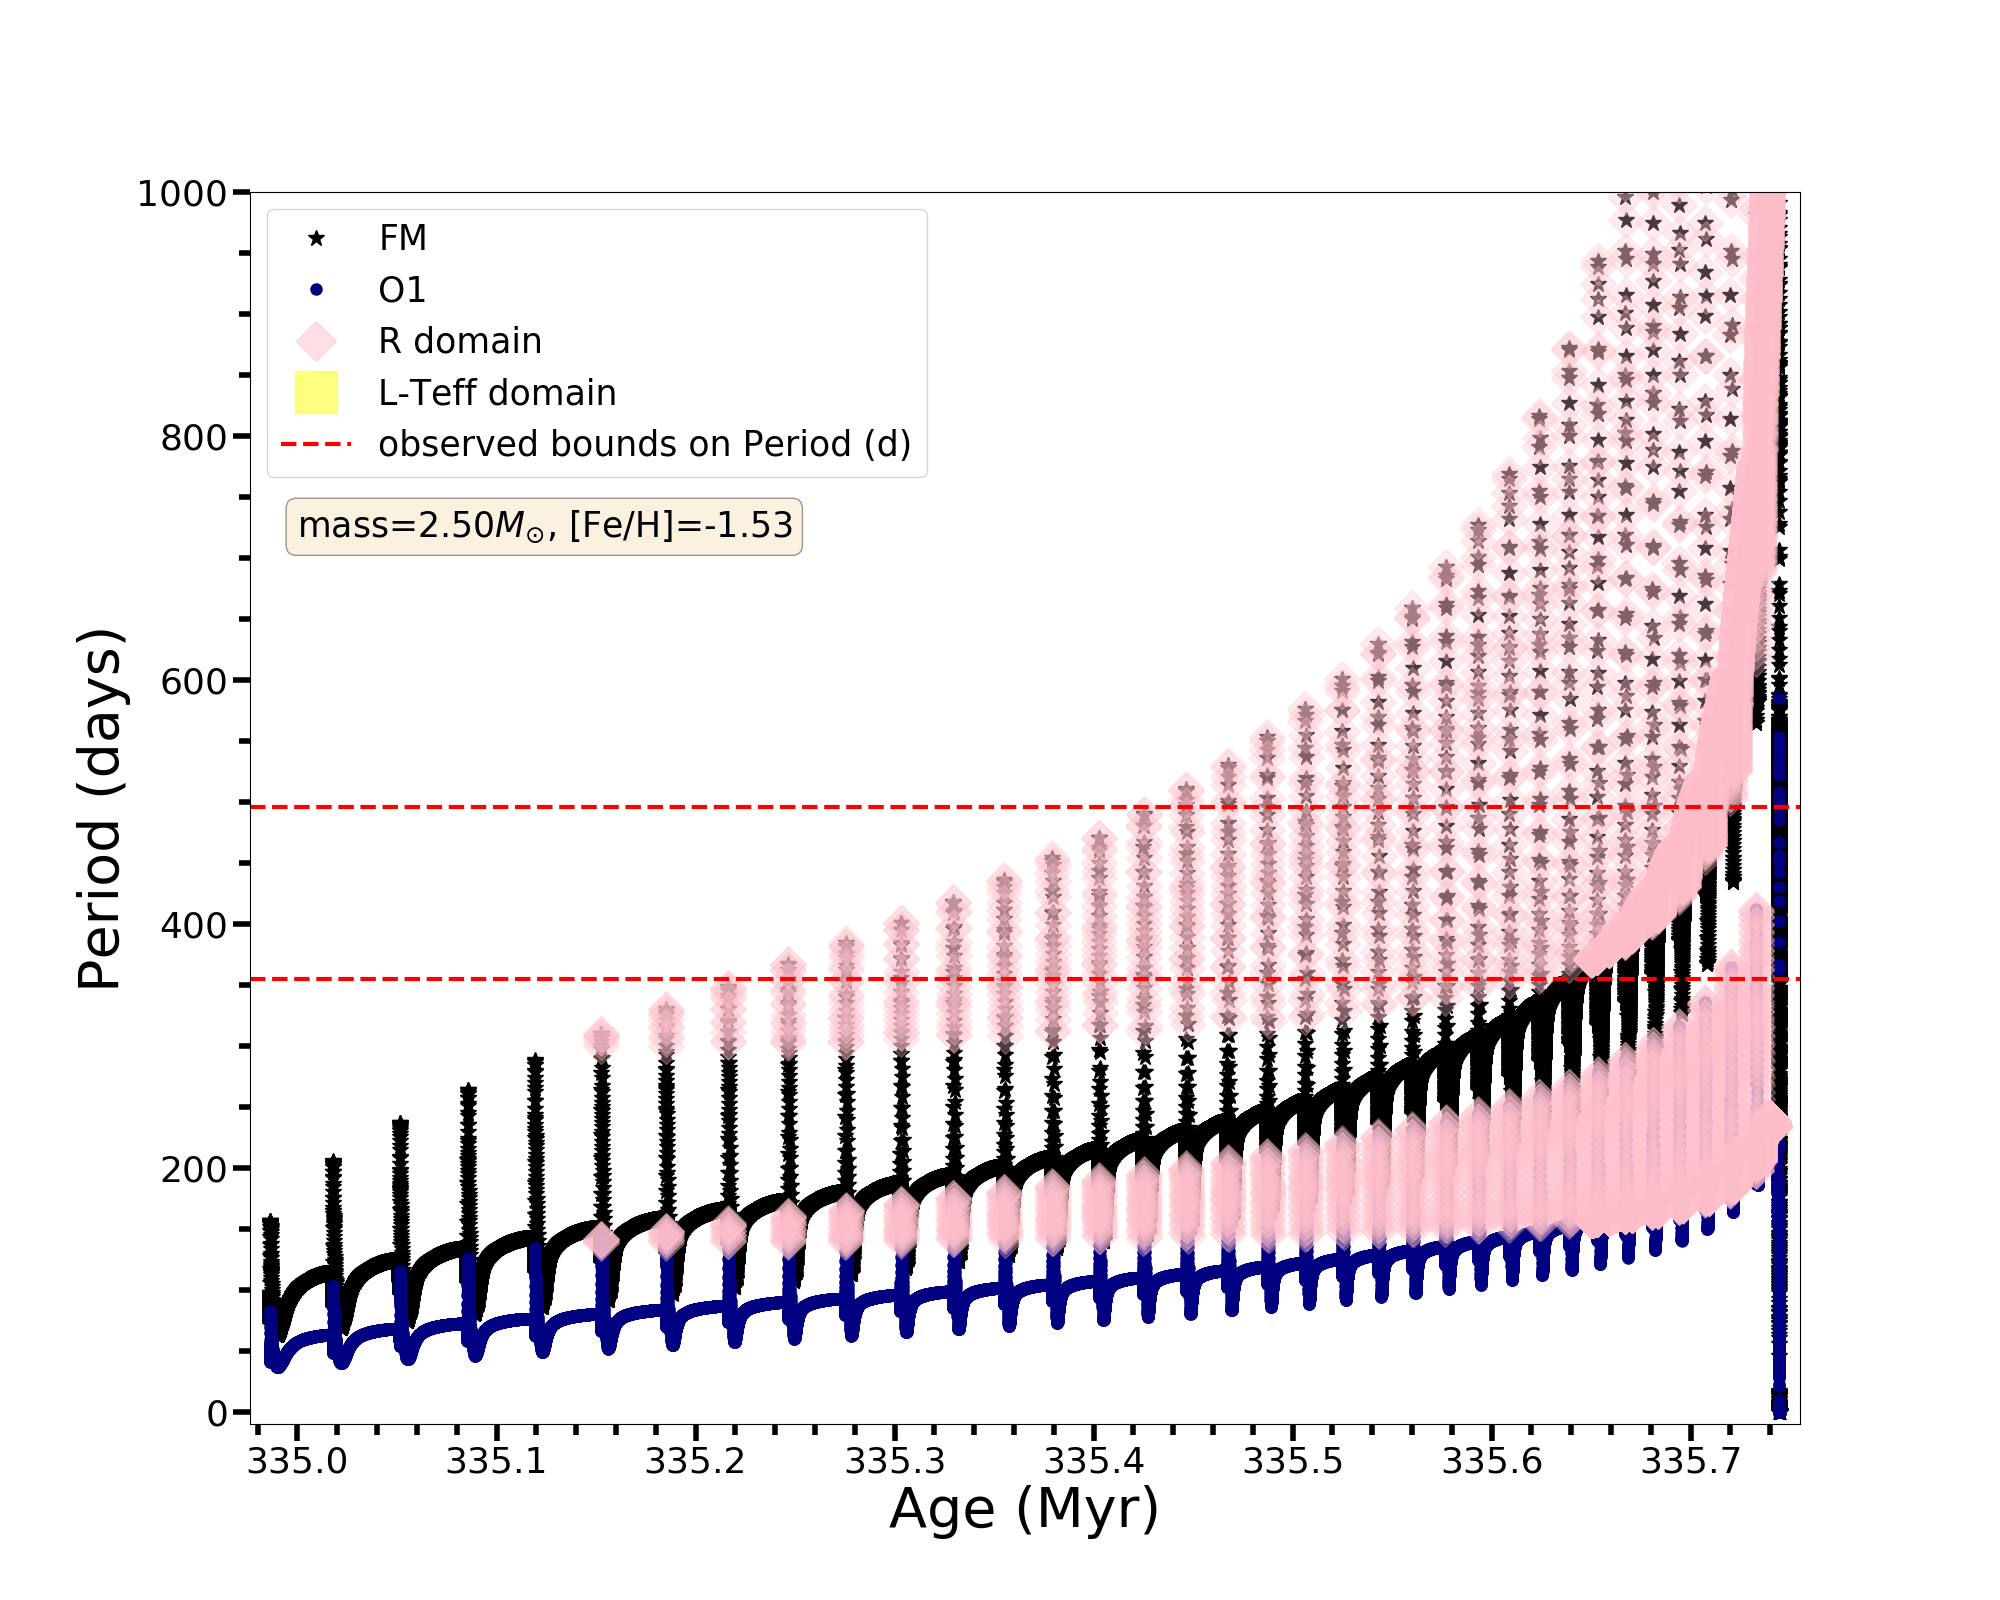 1000
800
600
400
200
0
Period (days)
FM
O1
R domain
L-Teff domain
observed bounds on Period (d)
mass=2.50M⊙, [Fe/H]=-1.53
335.0 335.1 335.2 335.3 335.4 335.5 335.6 335.7
Age (Myr)